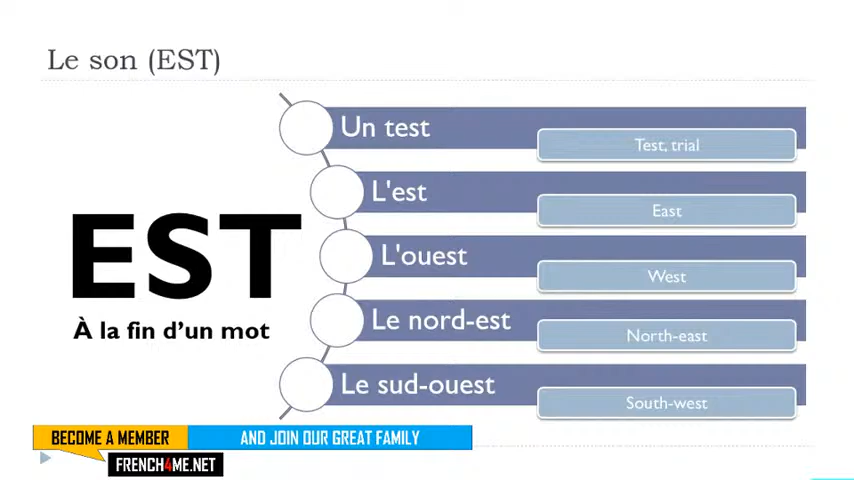 Le son (EST)
Un test
Test, trial
L'est
East
EST
À la fin d’un mot
L'ouest
West
Le nord-est
North-east
Le sud-ouest
South-west
BECOME A MEMBER
AND JOIN OUR GREAT FAMILY
FRENCH4ME.NET